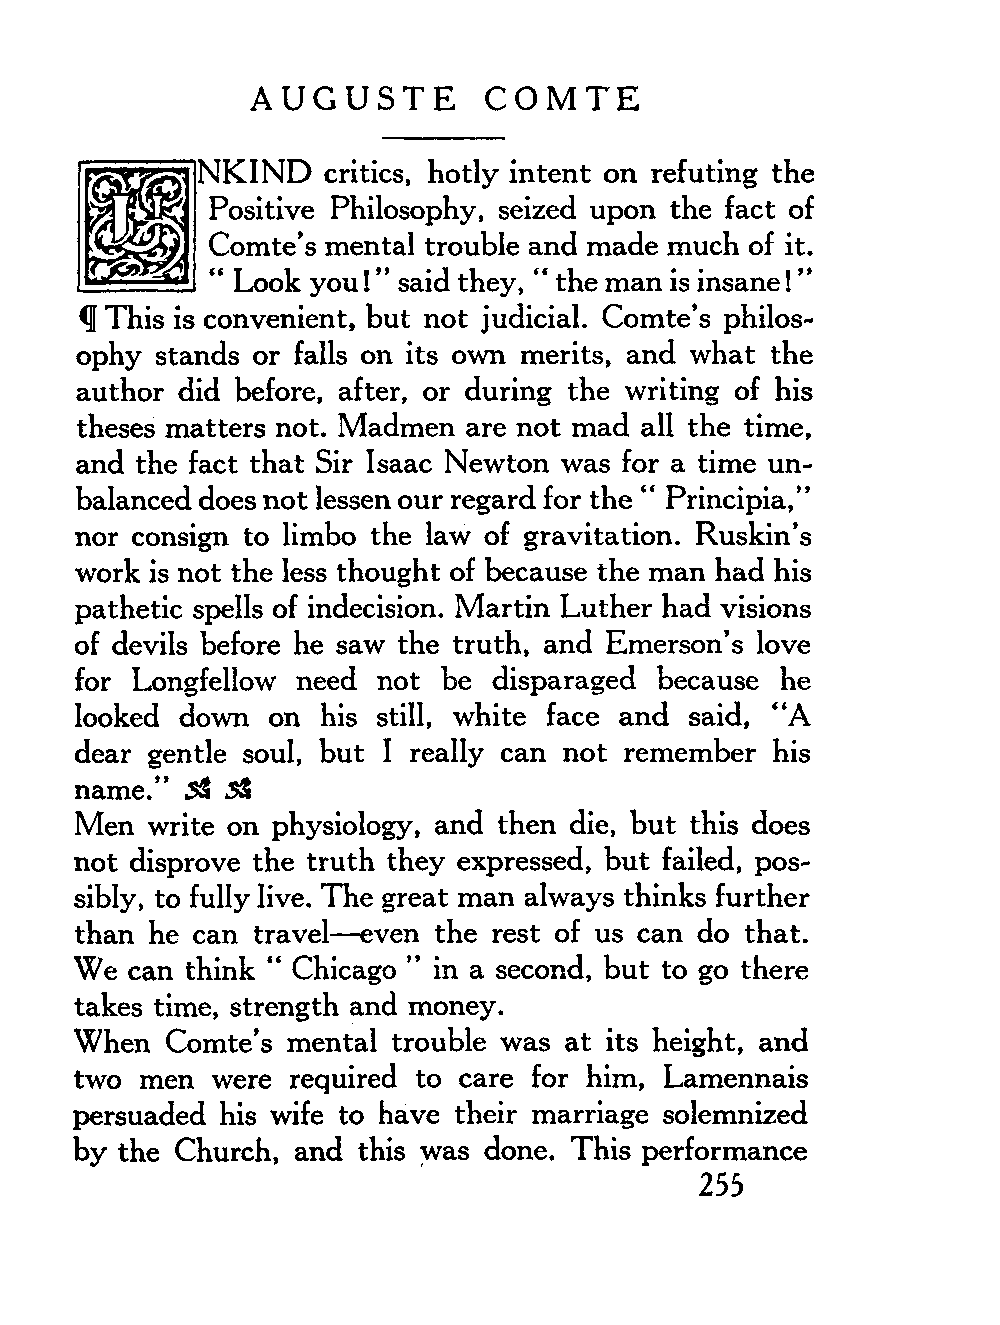 AUGUSTE COMTE
UNKIND critics, hotly intent on refuting the
Positive Philosophy, seized upon the fact of
Comte's mental trouble and made much of it.
“ Look you!” said they, “ the man is insane!”
¶ This is convenient, but not judicial. Comte's philos-
ophy stands or falls on its own merits, and what the
author did before, after, or during the writing of his
theses matters not. Madmen are not mad all the time,
and the fact that Sir Isaac Newton was for a time un-
balanced does not lessen our regard for the “ Principia,”
nor consign to limbo the law of gravitation. Ruskin's
work is not the less thought of because the man had his
pathetic spells of indecision. Martin Luther had visions
of devils before he saw the truth, and Emerson's love
for Longfellow need not be disparaged because he
looked down on his still, white face and said, “A
dear gentle soul, but I really can not remember his
name.”
Men write on physiology, and then die, but this does
not disprove the truth they expressed, but failed, pos-
sibly, to fully live. The great man always thinks further
than he can travel—even the rest of us can do that.
We can think “ Chicago ” in a second, but to go there
takes time, strength and money.
When Comte's mental trouble was at its height, and
two men were required to care for him, Lamennais
persuaded his wife to have their marriage solemnized
by the Church, and this was done. This performance
255